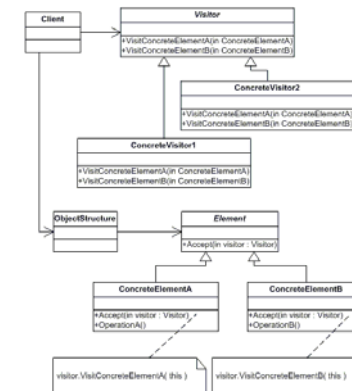 Client
Visitor
+VisitConcreteElementA(in ConcreteElementA)
+VisitConcreteElementB(in ConcreteElementB)
ConcreteVisitor2
+VisitConcreteElementA(in ConcreteElementA)
+VisitConcreteElementB(in ConcreteElementB)
ConcreteVisitor1
+VisitConcreteElementA(in ConcreteElementA)
+VisitConcreteElementB(in ConcreteElementB)
ObjectStructure
Element
+Accept(in visitor : Visitor)
ConcreteElementA
+Accept(in visitor : Visitor)
+OperationA()
ConcreteElementB
+Accept(in visitor : Visitor)
+OperationB()
visitor.VisitConcreteElementA( this )
visitor.VisitConcreteElementB( this )